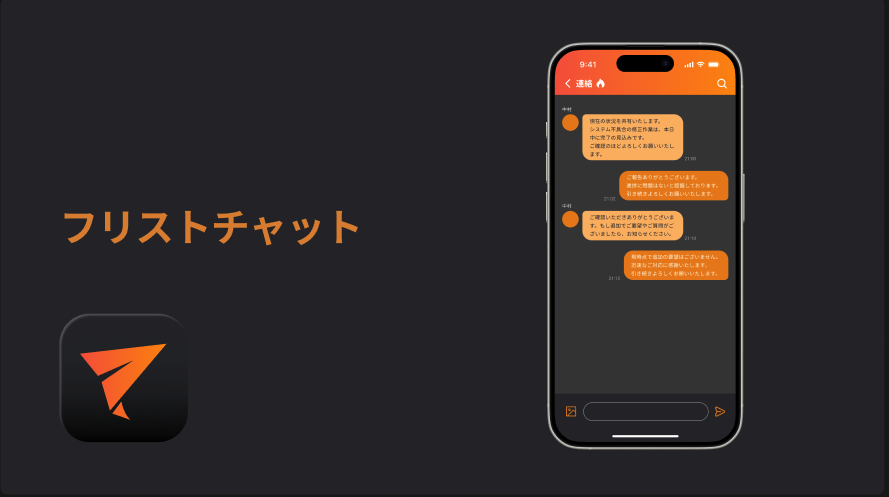 フリストチャット
9:41
連絡
中村
現在の状況を共有いたします。
システム不具合の修正作業は、本日
中に完了の見込みです。
ご確認のほどよろしくお願いいたし
ます。
21:00
ご報告ありがとうございます。
進捗に問題はないと認識しております。
引き続きよろしくお願いいたします。
21:02
中村
ご確認いただきありがとうございま
す。もし追加でご要望やご質問がご
ざいましたら、お知らせください。
21:10
現時点で追加の要望はございません。
迅速なご対応に感謝いたします。
引き続きよろしくお願いいたします。
21:15